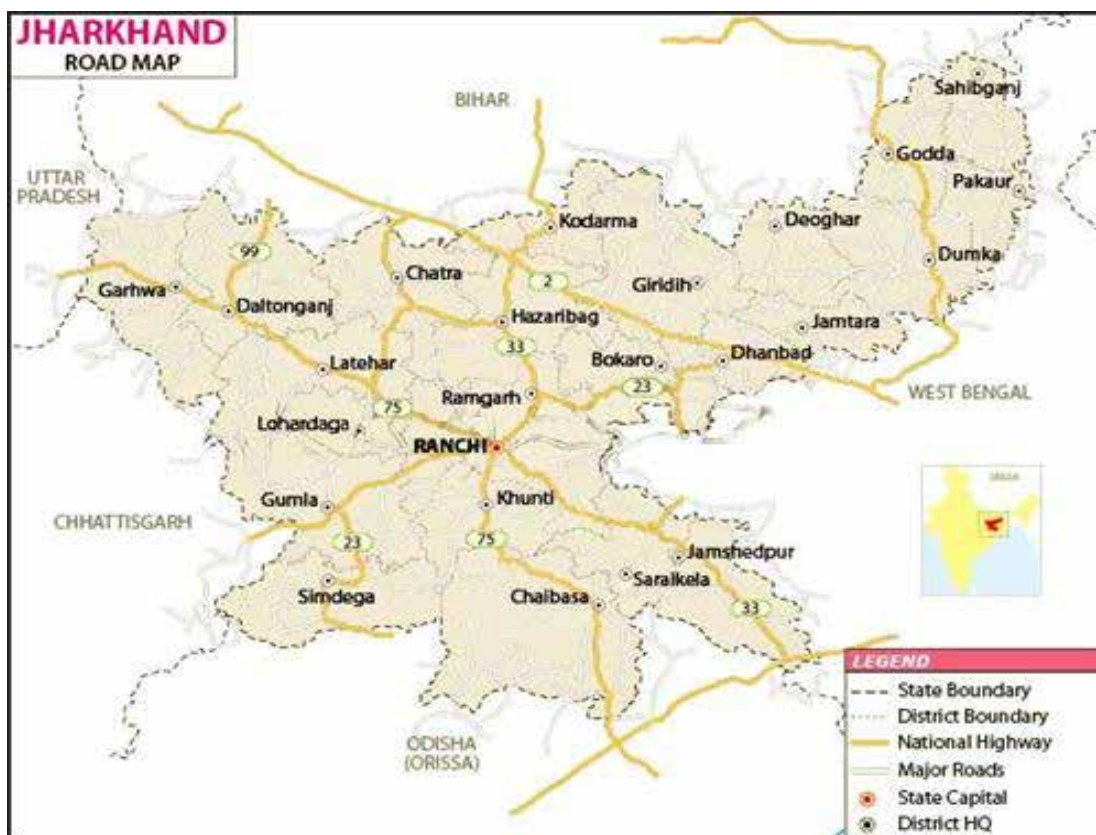 JHARKHAND
ROAD MAP
BIHAR
Sahibganj
UTTAR
PRADESH
Godda
Pakaur
Kodarma
Deoghar
99
Chatra
Dumka
Garhwa
2
Giridih
Daltonganj
Hazaribag
Jamtara
33
Latehar
Bokaro
Dhanbad
23
WEST BENGAL
Ramgarh
75
Lohardaga
RANCHI
INDIA
Gumla
Khunti
CHHATTISGARH
23
75
Jamshedpur
Saraikela
Simdega
Chaibasa
33
LEGEND
State Boundary
District Boundary
National Highway
ODISHA
(ORISSA)
Major Roads
State Capital
District HQ